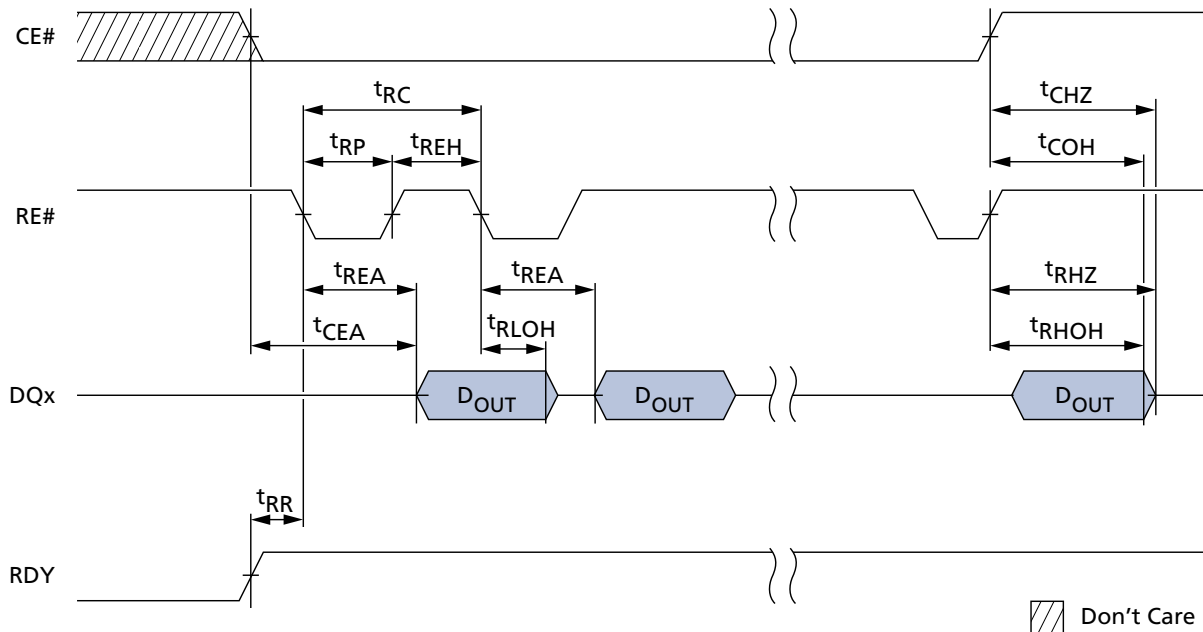 CE#
tRC
tCHZ
tRP
tREH
tCOH
RE#
tREA
tREA
tRHZ
tCEA
tRLOH
tRHOH
DQx
DOUT
DOUT
DOUT
tRR
RDY
Don't Care